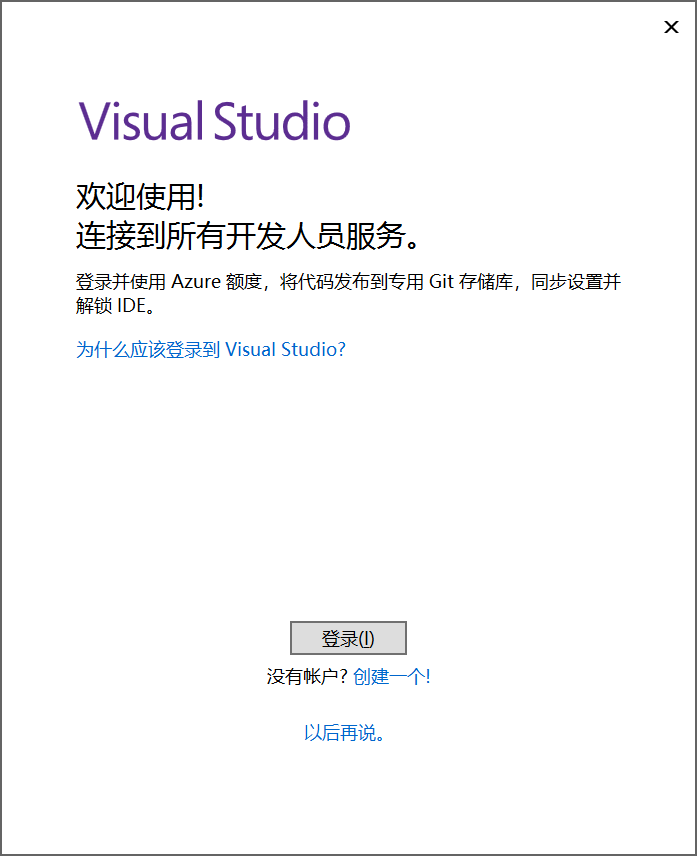 Visual Studio
欢迎使用!
连接到所有开发人员服务。
登录并使用 Azure 额度，将代码发布到专用 Git 存储库，同步设置并
解锁 IDE。
为什么应该登录到 Visual Studio?
登录(I)
没有帐户? 创建一个!
以后再说。